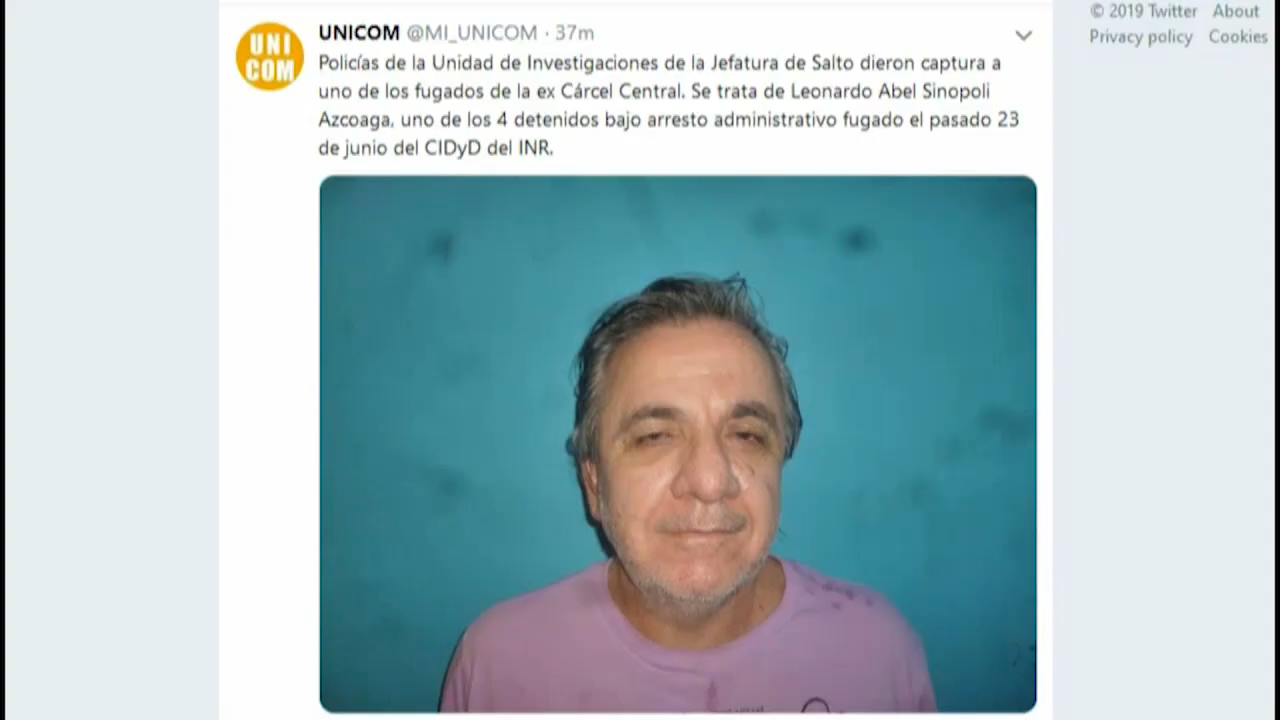 UNI
COM
UNICOM @MI_UNICOM · 37m
Policías de la Unidad de Investigaciones de la Jefatura de Salto dieron captura a
uno de los fugados de la ex Cárcel Central. Se trata de Leonardo Abel Sinopoli
Azcoaga, uno de los 4 detenidos bajo arresto administrativo fugado el pasado 23
de junio del CIDyD del INR.
© 2019 Twitter About
Privacy policy Cookies